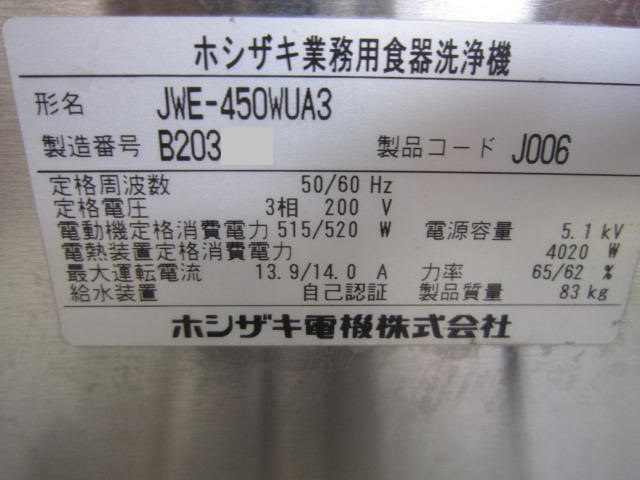 ホシザキ業務用食器洗浄機
形名 JWE-450WUA3
製造番号 B203 製品コード J006
定格周波数 50/60 Hz
定格電圧 3相 200 V
電動機定格消費電力 515/520 W 電源容量 5.1 kV
電熱装置定格消費電力 4020 W
最大運転電流 13.9/14.0 A 力率 65/62 %
給水装置 自己認証 製品質量 83 kg
ホシザキ電機株式会社